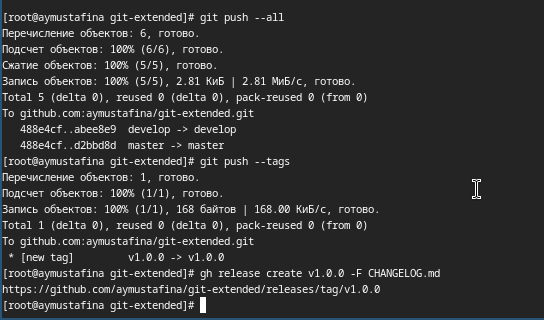 [root@aymustafina git-extended]# git push --all
Перечисление объектов: 6, готово.
Подсчет объектов: 100% (6/6), готово.
Сжатие объектов: 100% (5/5), готово.
Запись объектов: 100% (5/5), 2.81 КиБ | 2.81 МиБ/с, готово.
Total 5 (delta 0), reused 0 (delta 0), pack-reused 0 (from 0)
To github.com:aymustafina/git-extended.git
   488e4cf..abee8e9  develop -> develop
   488e4cf..d2bbd8d  master -> master
[root@aymustafina git-extended]# git push --tags
Перечисление объектов: 1, готово.
Подсчет объектов: 100% (1/1), готово.
Запись объектов: 100% (1/1), 168 байтов | 168.00 КиБ/с, готово.
Total 1 (delta 0), reused 0 (delta 0), pack-reused 0 (from 0)
To github.com:aymustafina/git-extended.git
 * [new tag]         v1.0.0 -> v1.0.0
[root@aymustafina git-extended]# gh release create v1.0.0 -F CHANGELOG.md
https://github.com/aymustafina/git-extended/releases/tag/v1.0.0
[root@aymustafina git-extended]#